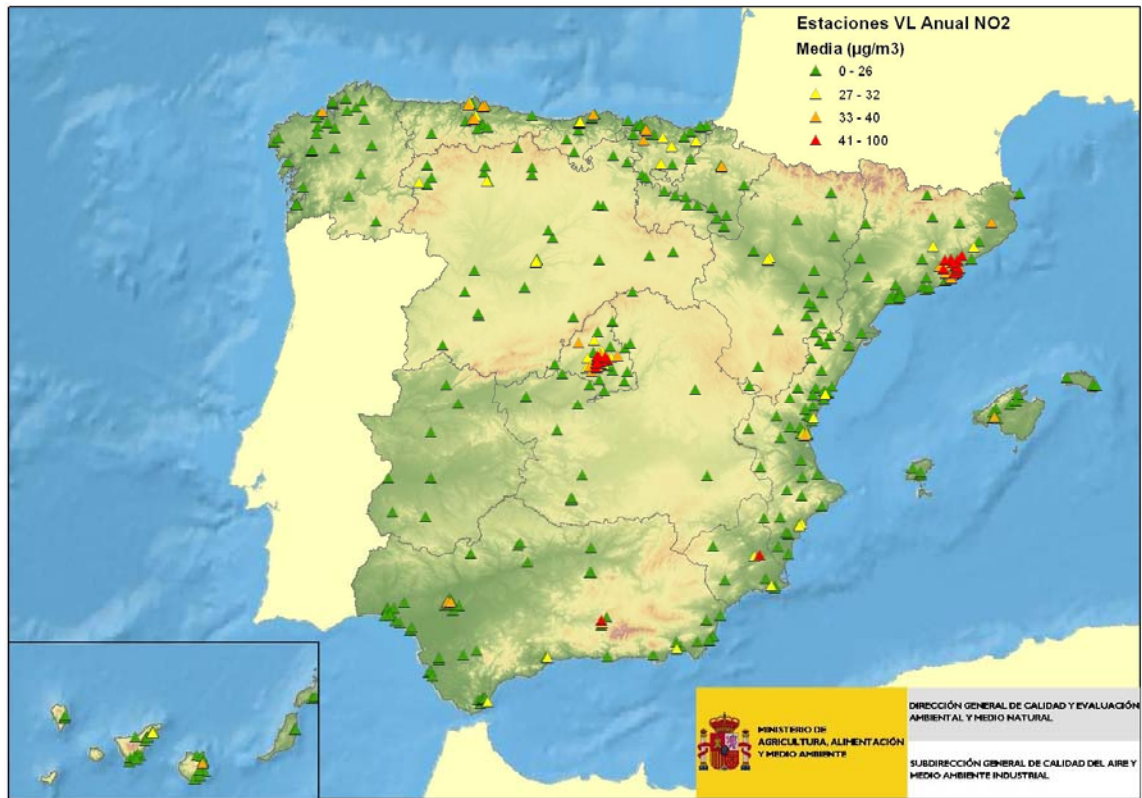 Estaciones VL Anual NO2
Media (µg/m3)
0 - 26
27 - 32
33 - 40
41 - 100
MINISTERIO DE
AGRICULTURA, ALIMENTACIÓN
Y MEDIO AMBIENTE
DIRECCIÓN GENERAL DE CALIDAD Y EVALUACIÓN
AMBIENTAL Y MEDIO NATURAL
SUBDIRECCIÓN GENERAL DE CALIDAD DEL AIRE Y
MEDIO AMBIENTE INDUSTRIAL